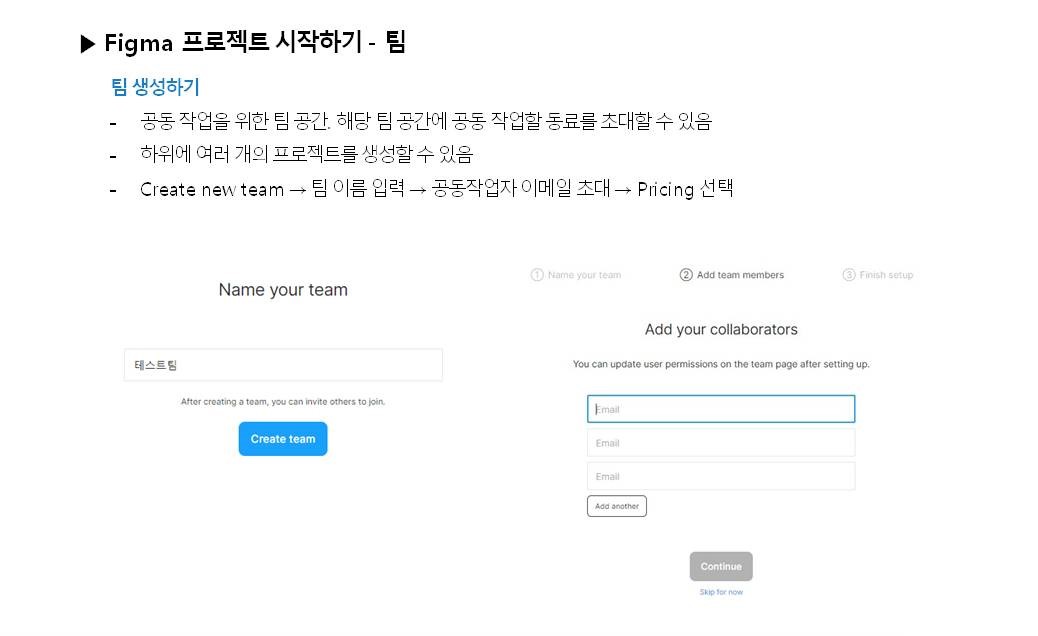 ▶ Figma 프로젝트 시작하기 - 팀
팀 생성하기
- 공동 작업을 위한 팀 공간. 해당 팀 공간에 공동 작업할 동료를 초대할 수 있음
- 하위에 여러 개의 프로젝트를 생성할 수 있음
- Create new team → 팀 이름 입력 → 공동작업자 이메일 초대 → Pricing 선택
Name your team
테스트팀
After creating a team, you can invite others to join.
Create team
① Name your team ② Add team members ③ Finish setup
Add your collaborators
You can update user permissions on the team page after setting up.
Email
Email
Email
Add another
Continue
Skip for now